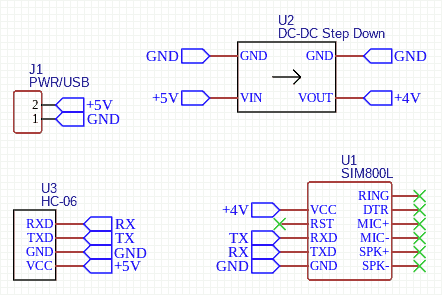 U2
DC-DC Step Down
GND GND GND GND
+5V VIN VOUT +4V
J1
PWR/USB
2 +5V
1 GND
U3
HC-06
RXD RX
TXD TX
GND GND
VCC +5V
U1
SIM800L
RING
DTR
+4V VCC MIC+
RST MIC-
TX RXD SPK+
RX TXD SPK-
GND GND